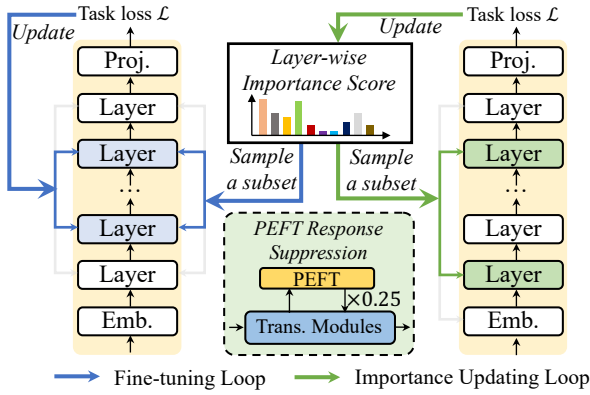 Task loss ℒ
Update
Proj.
Layer
Layer
...
Layer
Layer
Emb.
Layer-wise
Importance Score
Sample
a subset
Sample
a subset
PEFT Response
Suppression
PEFT
×0.25
Trans. Modules
Task loss ℒ
Update
Proj.
Layer
Layer
...
Layer
Layer
Emb.
Fine-tuning Loop
Importance Updating Loop